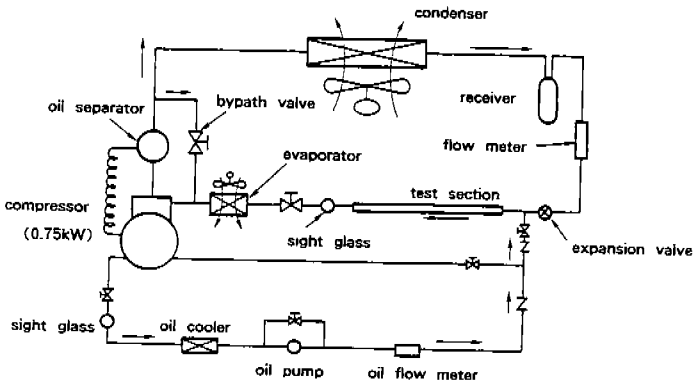 condenser
oil separator
bypath valve
receiver
flow meter
evaporator
test section
compressor
(0.75kW)
sight glass
expansion valve
sight glass
oil cooler
oil pump
oil flow meter